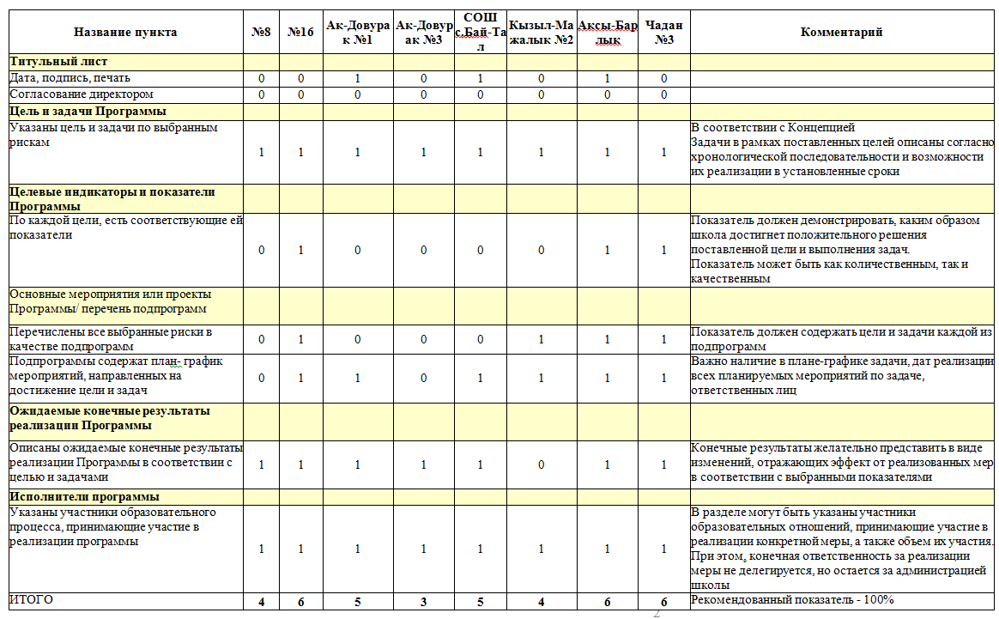 Название пункта | №8 | №16 | Ак-Довура к №1 | Ак-Довур ак №3 | СОШ с.Бай-Та л | Кызыл-Ма жалык №2 | Аксы-Бар лық | Чадан №3 | Комментарий
Титульный лист
Дата, подпись, печать | 0 | 0 | 1 | 0 | 1 | 0 | 1 | 0
Согласование директором | 0 | 0 | 0 | 0 | 0 | 0 | 0 | 0
Цель и задачи Программы
Указаны цель и задачи по выбранным
рискам | 1 | 1 | 1 | 1 | 1 | 1 | 1 | 1
В соответствии с Концепцией
Задачи в рамках поставленных целей описаны согласно
хронологической последовательности и возможности
их реализации в установленные сроки
Целевые индикаторы и показатели
Программы
По каждой цели, есть соответствующие ей
показатели | 0 | 1 | 0 | 0 | 0 | 0 | 1 | 1
Показатель должен демонстрировать, каким образом
школа достигнет положительного решения
поставленной цели и выполнения задач.
Показатель может быть как количественным, так и
качественным
Основные мероприятия или проекты
Программы/ перечень подпрограмм
Перечислены все выбранные риски в
качестве подпрограмм | 0 | 1 | 0 | 0 | 0 | 1 | 1 | 1
Показатель должен содержать цели и задачи каждой из
подпрограмм
Подпрограммы содержат план- график
мероприятий, направленных на
достижение цели и задач | 0 | 1 | 1 | 0 | 1 | 1 | 1 | 1
Важно наличие в плане-графике задачи, дат реализации
всех планируемых мероприятий по задаче,
ответственных лиц
Ожидаемые конечные результаты
реализации Программы
Описаны ожидаемые конечные результаты
реализации Программы в соответствии с
целью и задачами | 1 | 1 | 1 | 1 | 1 | 0 | 1 | 1
Конечные результаты желательно представить в виде
изменений, отражающих эффект от реализованных мер
в соответствии с выбранными показателями
Исполнители программы
Указаны участники образовательного
процесса, принимающие участие в
реализации программы | 1 | 1 | 1 | 1 | 1 | 1 | 1 | 1
В разделе могут быть указаны участники
образовательных отношений, принимающие участие в
реализации конкретной меры, а также объем их участия.
При этом, конечная ответственность за реализации
меры не делегируется, но остается за администрацией
школы
ИТОГО | 4 | 6 | 5 | 3 | 5 | 4 | 6 | 6 | Рекомендованный показатель - 100%
2